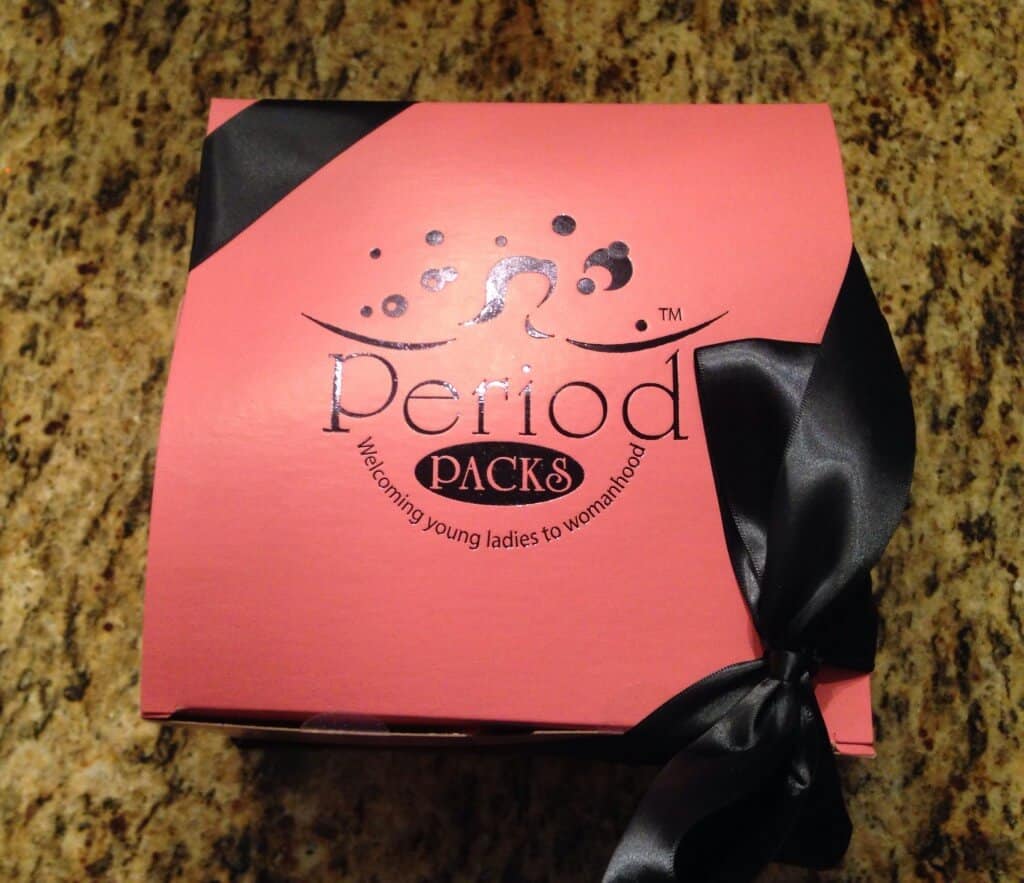 TM
Period
PACKS
Welcoming young ladies to womanhood